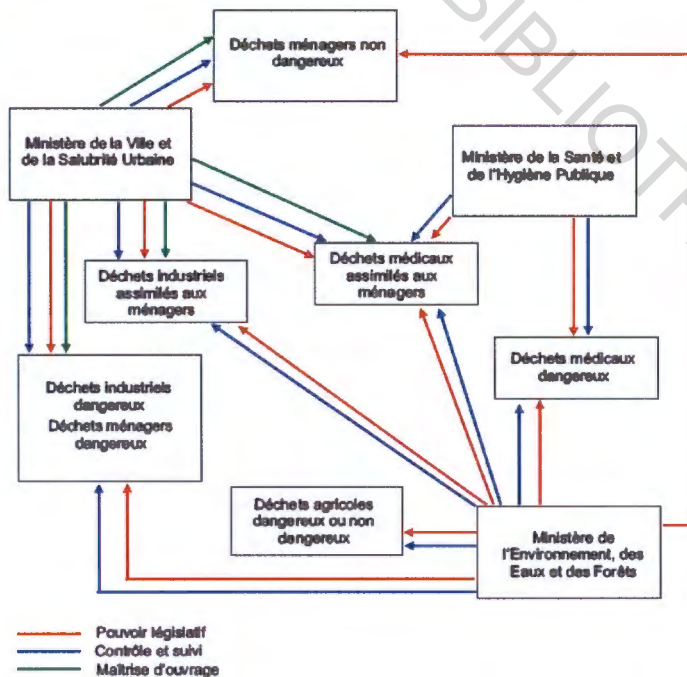 Déchets ménagers non
dangereux
Ministère de la Ville et
de la Salubrité Urbaine
Ministère de la Santé et
de l'Hygiène Publique
Déchets médicaux
assimilés aux
ménagers
Déchets industriels
assimilés aux
ménagers
Déchets médicaux
dangereux
Déchets industriels
dangereux
Déchets ménagers
dangereux
Déchets agricoles
dangereux ou non
dangereux
Ministère de
l'Environnement, des
Eaux et des Forêts
Pouvoir législatif
Contrôle et suivi
Maîtrise d'ouvrage